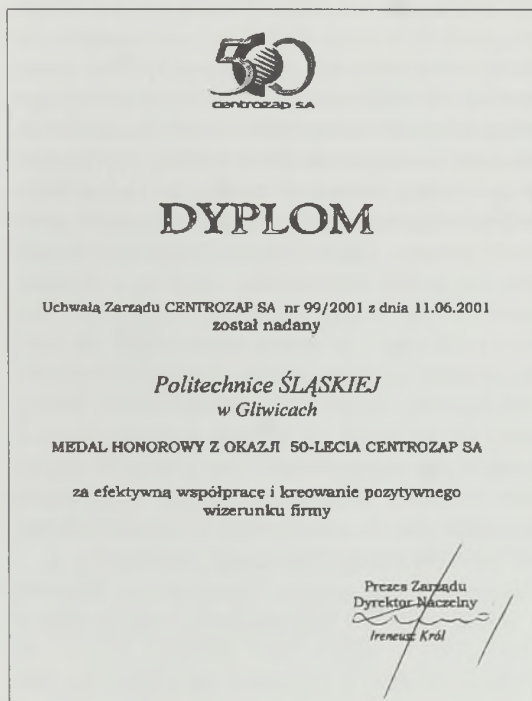 50
centrozap SA
DYPLOM
Uchwałą Zarządu CENTROZAP SA nr 99/2001 z dnia 11.06.2001
został nadany
Politechnice ŚLĄSKIEJ
w Gliwicach
MEDAL HONOROWY Z OKAZJI 50-LECIA CENTROZAP SA
za efektywną współpracę i kreowanie pozytywnego
wizerunku firmy
Prezes Zarządu
Dyrektor Naczelny
Ireneusz Król